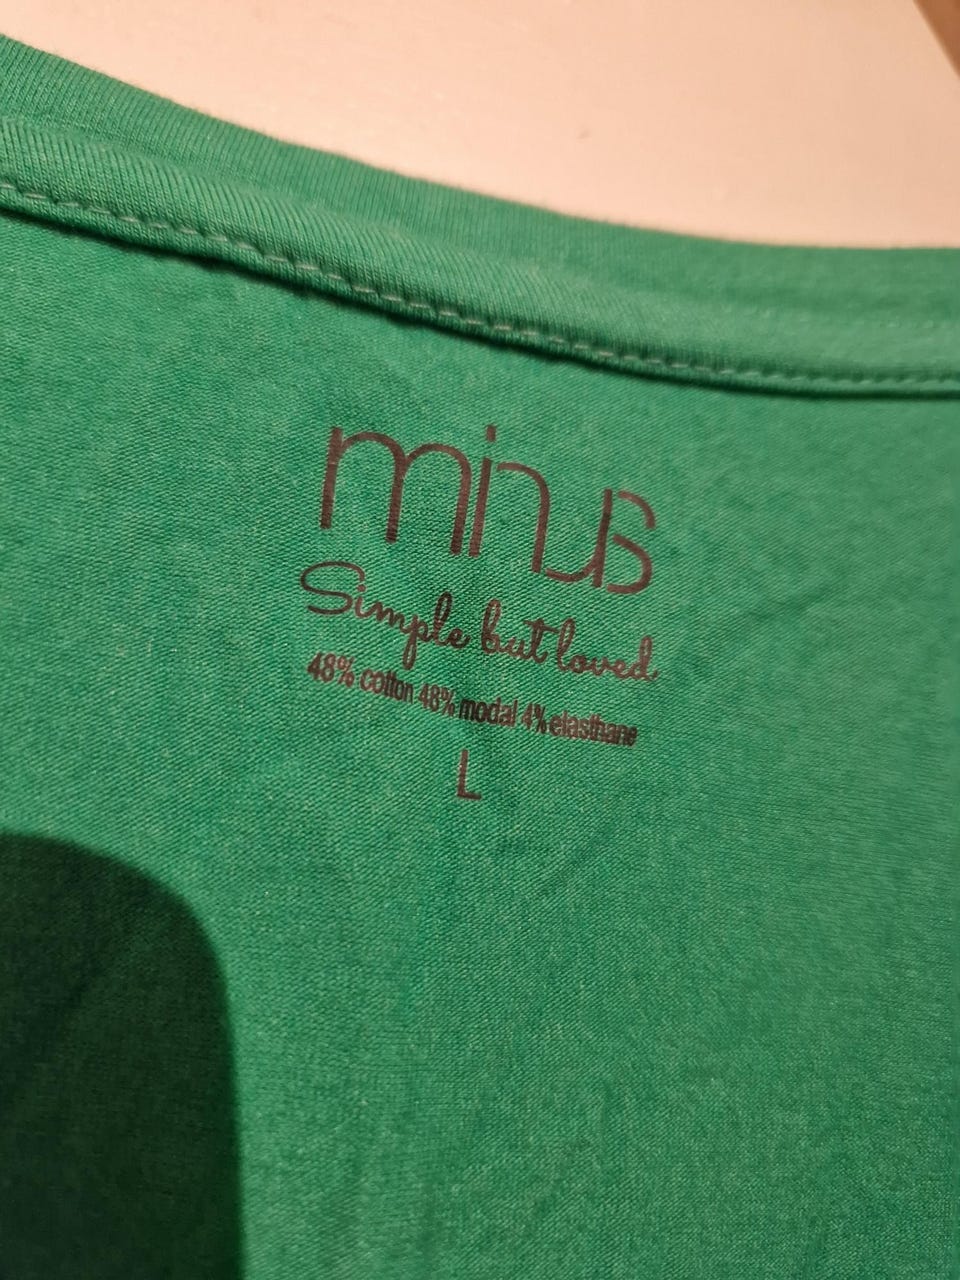 minus
Simple but loved.
48% cotton 48% modal 4% elasthane
L